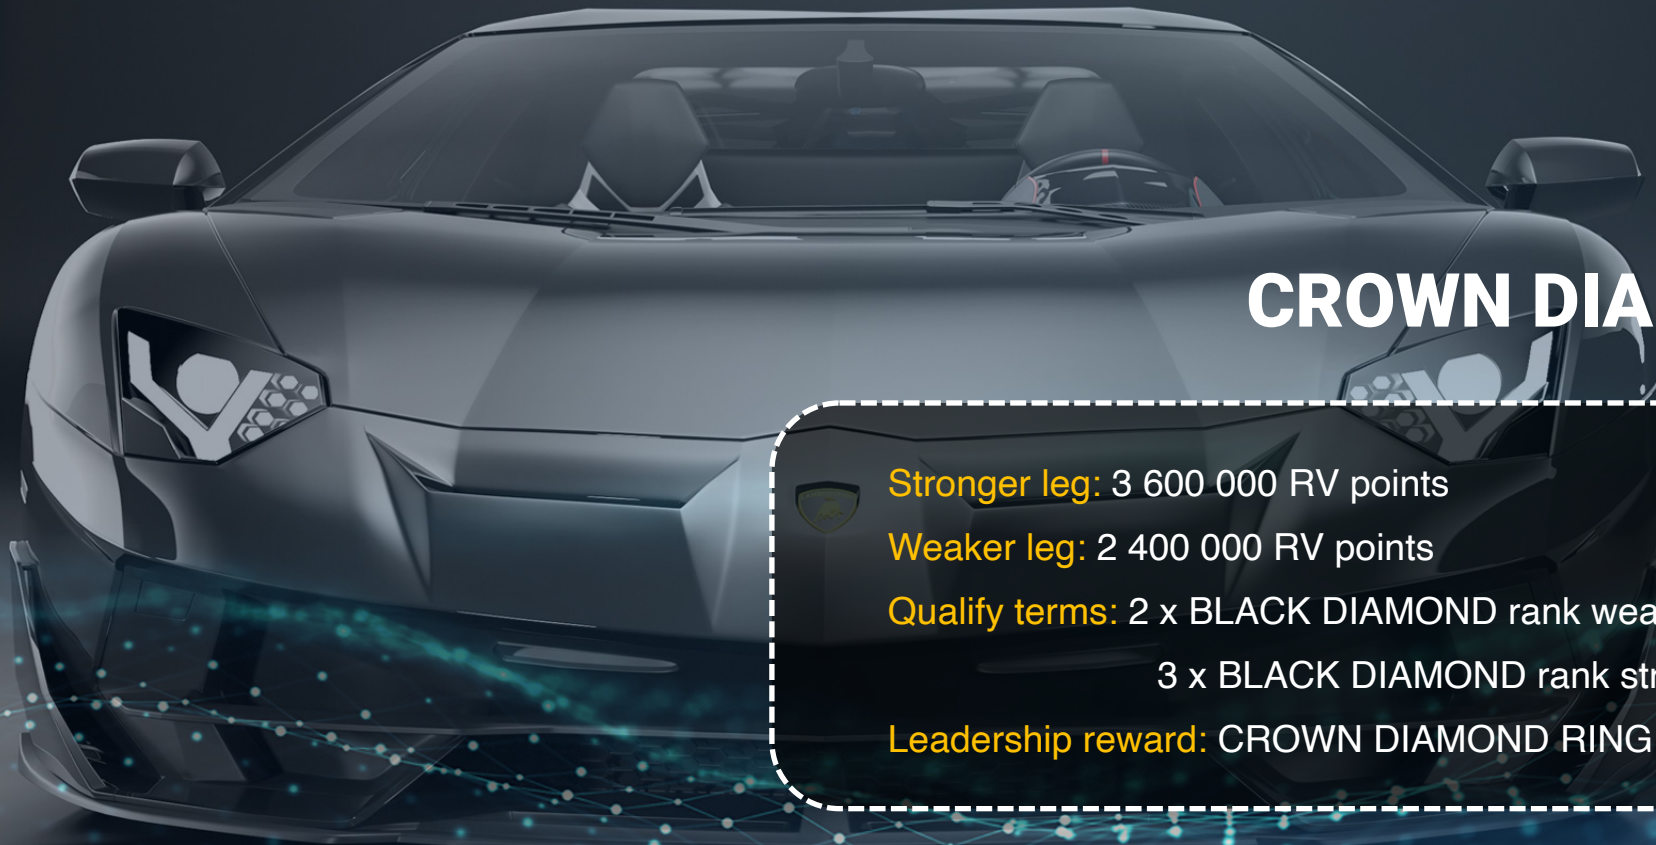 CROWN DIA
Stronger leg: 3 600 000 RV points
Weaker leg: 2 400 000 RV points
Qualify terms: 2 x BLACK DIAMOND rank wea
3 x BLACK DIAMOND rank str
Leadership reward: CROWN DIAMOND RING